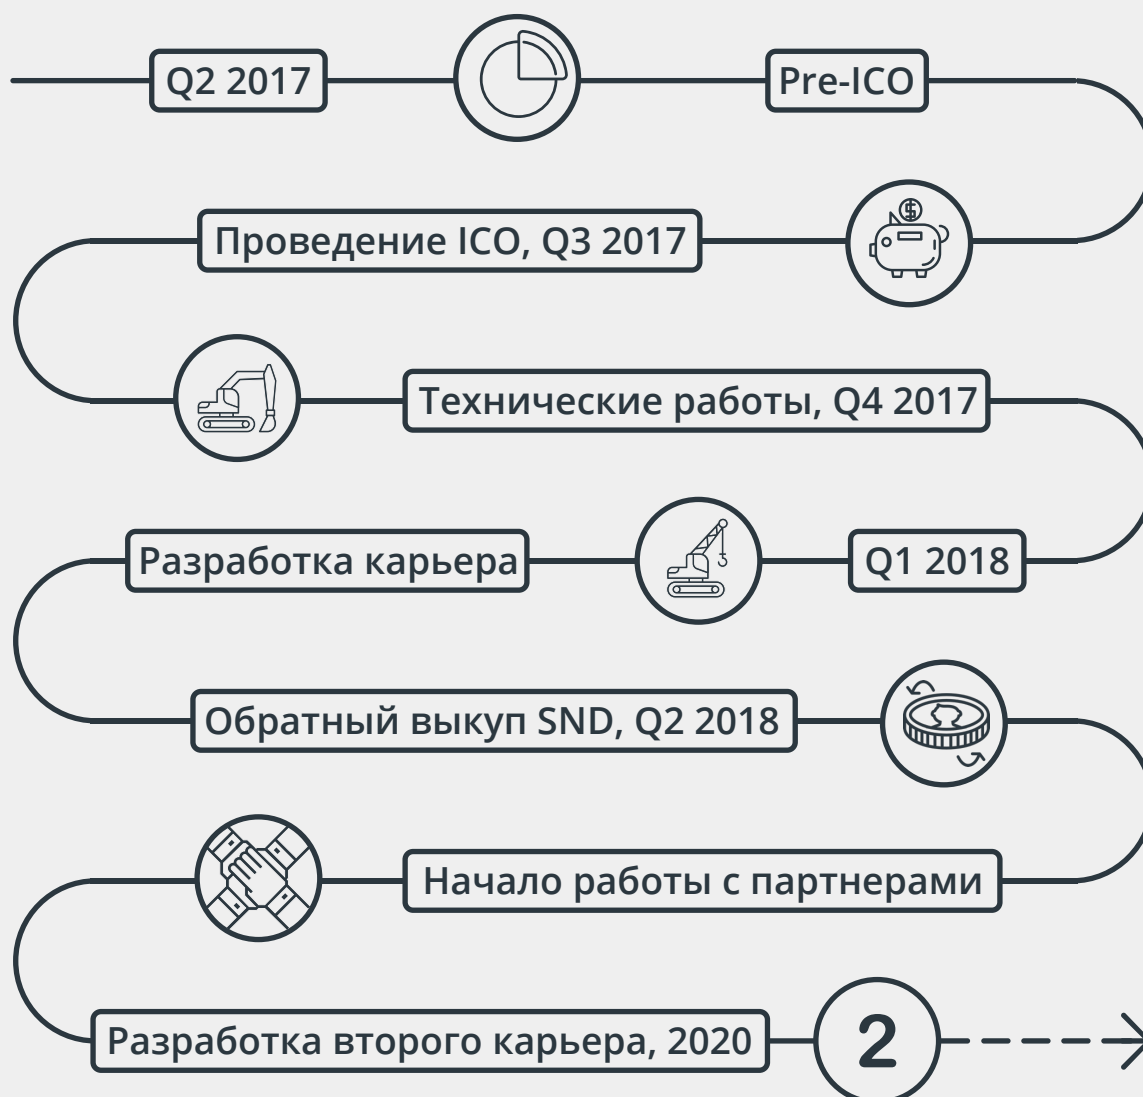 Q2 2017
Pre-ICO
Проведение ICO, Q3 2017
Технические работы, Q4 2017
Разработка карьера
Q1 2018
Обратный выкуп SND, Q2 2018
Начало работы с партнерами
Разработка второго карьера, 2020
2